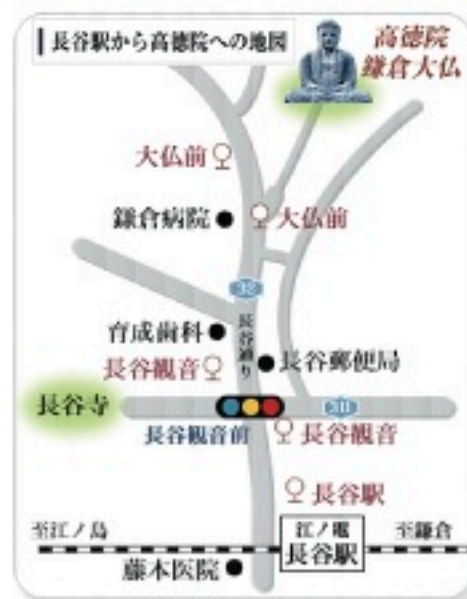 長谷駅から高徳院への地図
高徳院
鎌倉大仏
大仏前
鎌倉病院
大仏前
32
長谷通り
育成歯科
長谷観音
長谷郵便局
長谷寺
311
長谷観音前
長谷観音
長谷駅
至江ノ島
江ノ電
長谷駅
至鎌倉
藤本医院